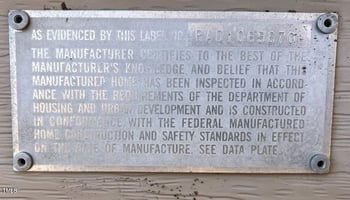 AS EVIDENCED BY THIS LABEL NO.
THE MANUFACTURER CERTIFIES TO THE BEST OF THE
MANUFACTURER'S KNOWLEDGE AND BELIEF THAT THIS
MANUFACTURED HOME HAS BEEN INSPECTED IN ACCORD-
ANCE WITH THE REQUIREMENTS OF THE DEPARTMENT OF
HOUSING AND URBAN DEVELOPMENT AND IS CONSTRUCTED
IN CONFORMANCE WITH THE FEDERAL MANUFACTURED
HOME CONSTRUCTION AND SAFETY STANDARDS IN EFFECT
ON THE DATE OF MANUFACTURE. SEE DATA PLATE.